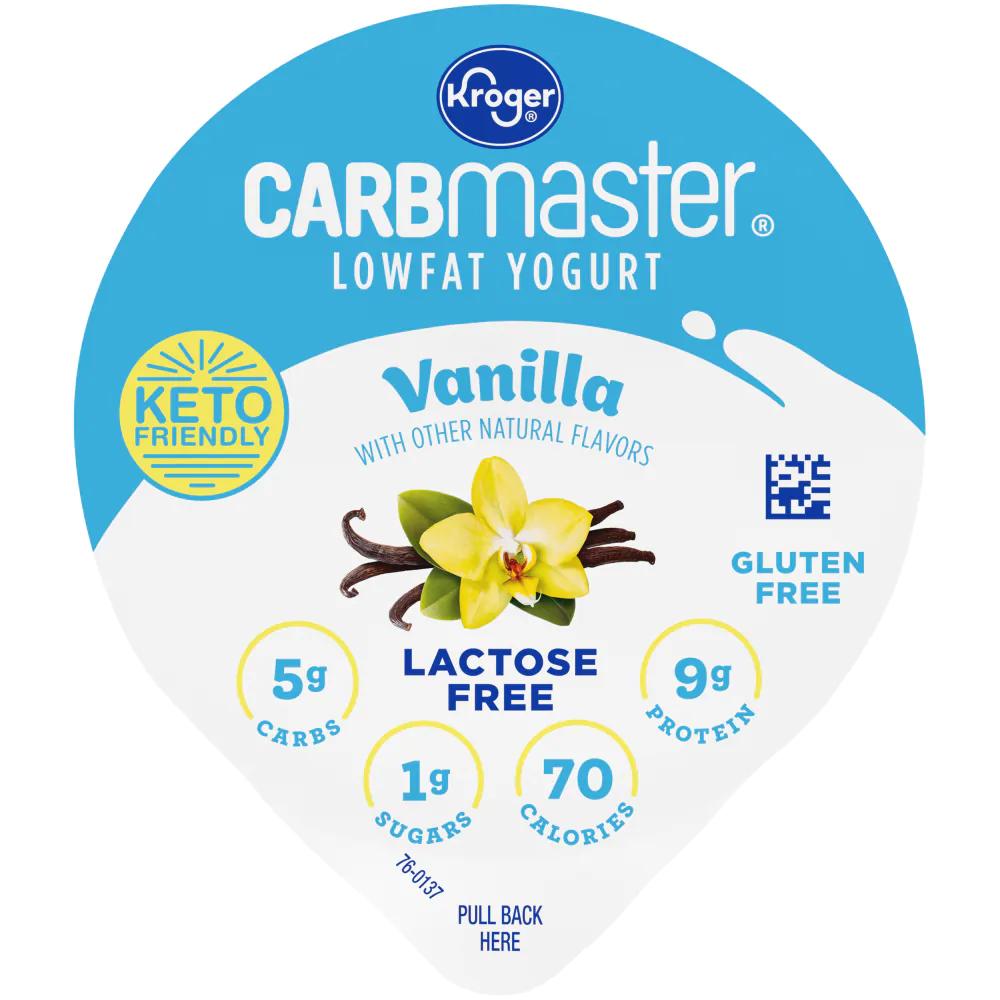 Kroger®
CARBmaster®
LOWFAT YOGURT
KETO
FRIENDLY
Vanilla
WITH OTHER NATURAL FLAVORS
GLUTEN
FREE
LACTOSE
FREE
5g
CARBS
9g
PROTEIN
1g
SUGARS
70
CALORIES
76-0137
PULL BACK
HERE